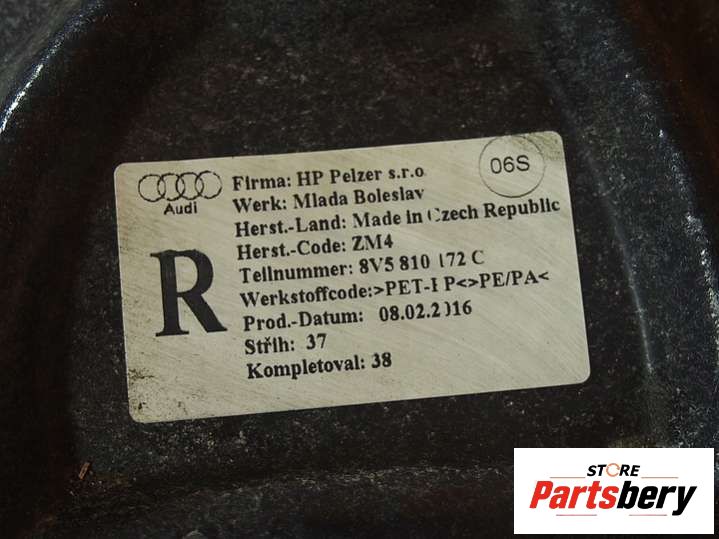 Audi
R
06S
Firma: HP Pelzer s.r.o
Werk: Mlada Boleslav
Herst.-Land: Made in Czech Republic
Herst.-Code: ZM4
Teilnummer: 8V5 810 172 C
Werkstoffcode:>PET-FP<>PE/PA<
Prod.-Datum: 08.02.2016
Střih: 37
Kompletoval: 38
STORE
Partsbery